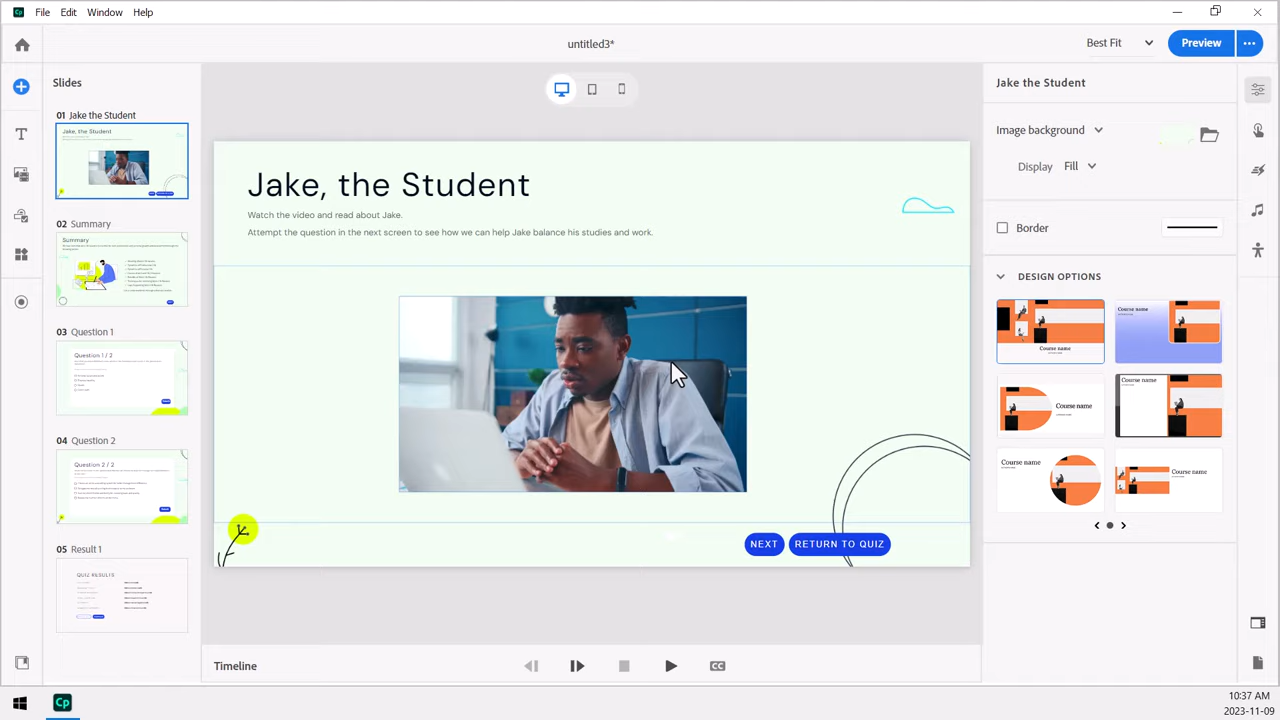 Cp File Edit Window Help
untitled3*
Best Fit
Preview
Slides
01 Jake the Student
Jake, the Student
02 Summary
Summary
03 Question 1
Question 1 / 2
04 Question 2
Question 2 / 2
05 Result 1
QUIZ RESULTS
Jake, the Student
Watch the video and read about Jake.
Attempt the question in the next screen to see how we can help Jake balance his studies and work.
NEXT
RETURN TO QUIZ
Timeline
CC
Jake the Student
Image background
Display Fill
Border
DESIGN OPTIONS
Course name
Course name
Course name
Course name
Course name
Course name
Cp
10:37 AM
2023-11-09